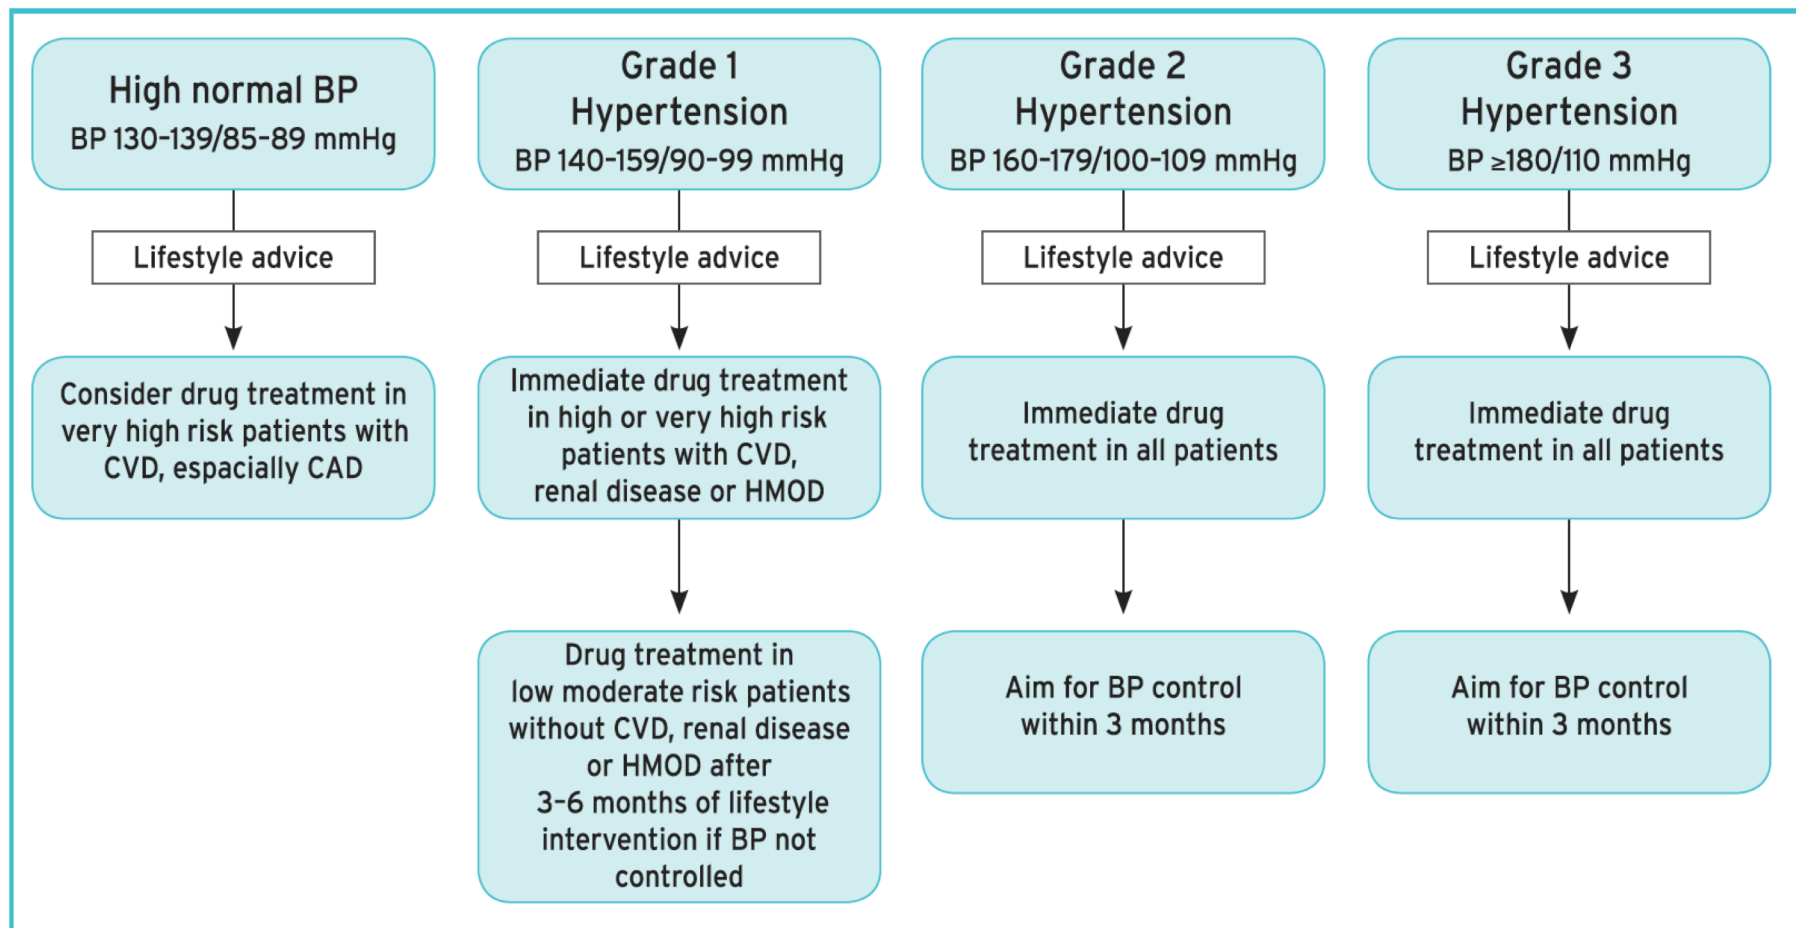 High normal BP
BP 130-139/85-89 mmHg
Lifestyle advice
Consider drug treatment in
very high risk patients with
CVD, espacially CAD
Grade 1
Hypertension
BP 140-159/90-99 mmHg
Lifestyle advice
Immediate drug treatment
in high or very high risk
patients with CVD,
renal disease or HMOD
Drug treatment in
low moderate risk patients
without CVD, renal disease
or HMOD after
3-6 months of lifestyle
intervention if BP not
controlled
Grade 2
Hypertension
BP 160-179/100-109 mmHg
Lifestyle advice
Immediate drug
treatment in all patients
Aim for BP control
within 3 months
Grade 3
Hypertension
BP ≥180/110 mmHg
Lifestyle advice
Immediate drug
treatment in all patients
Aim for BP control
within 3 months